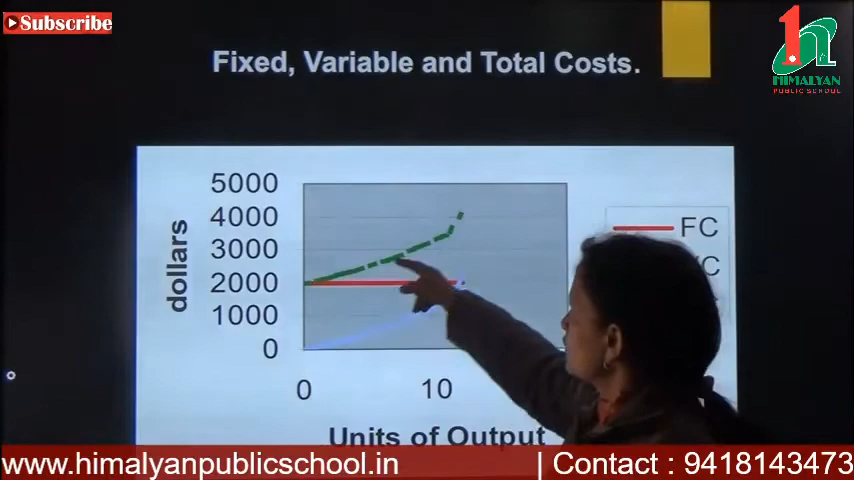 Subscribe
HIMALYAN
PUBLIC SCHOOL
Fixed, Variable and Total Costs.
5000
4000
3000
2000
1000
0
dollars
0
10
Units of Output
FC
www.himalyanpublicschool.in | Contact : 9418143473